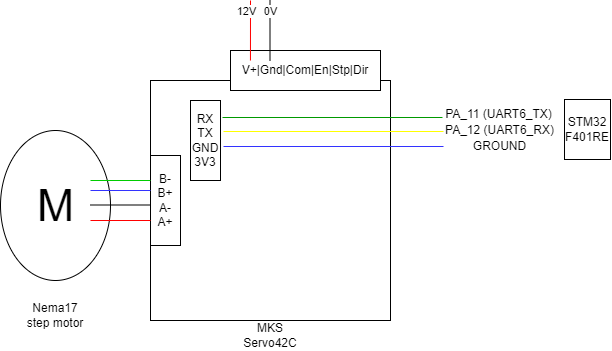 12V 0V
V+|Gnd|Com|En|Stp|Dir
RX
TX
GND
3V3
PA_11 (UART6_TX)
PA_12 (UART6_RX)
GROUND
STM32
F401RE
B-
B+
A-
A+
M
Nema17
step motor
MKS
Servo42C